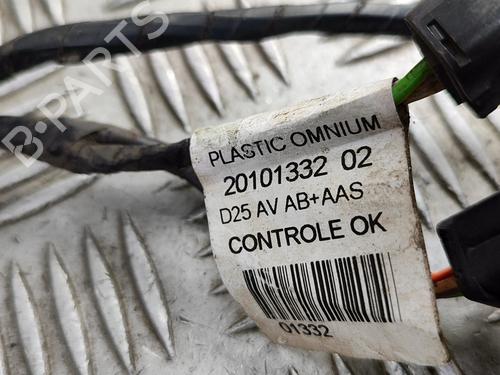 B-PARTS
PLASTIC OMNIUM
20101332 02
D25 AV AB+AAS
CONTROLE OK
01332